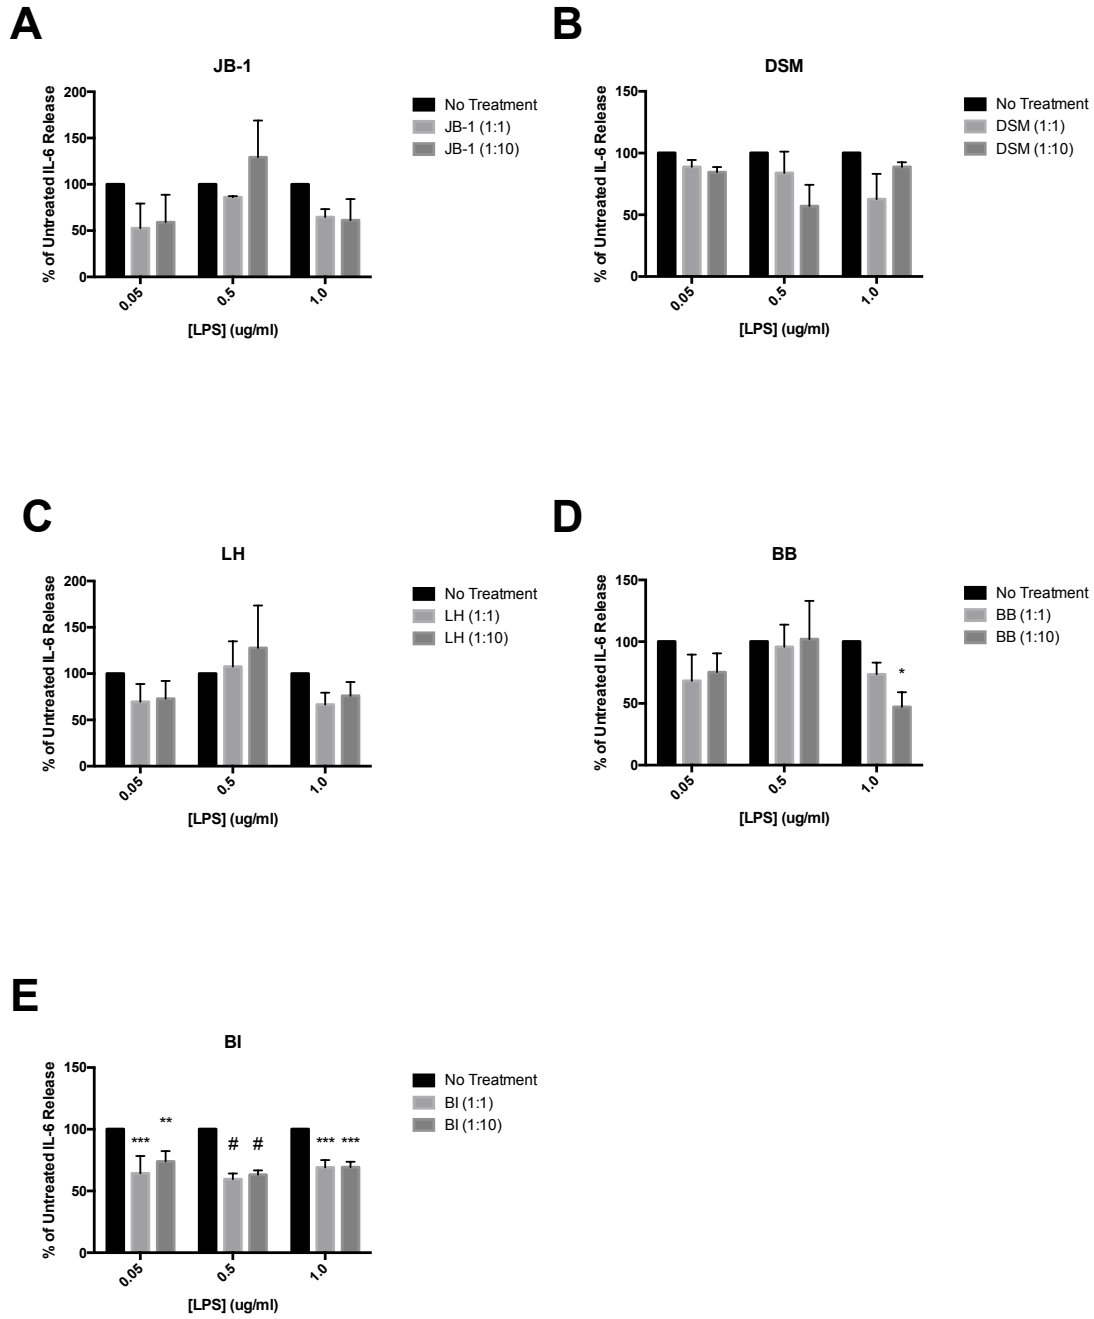 A
JB-1
% of Untreated IL-6 Release
200
150
100
50
0
0.05
0.5
1.0
[LPS] (ug/ml)
No Treatment
JB-1 (1:1)
JB-1 (1:10)
B
DSM
% of Untreated IL-6 Release
150
100
50
0
0.05
0.5
1.0
[LPS] (ug/ml)
No Treatment
DSM (1:1)
DSM (1:10)
C
LH
% of Untreated IL-6 Release
200
150
100
50
0
0.05
0.5
1.0
[LPS] (ug/ml)
No Treatment
LH (1:1)
LH (1:10)
D
BB
% of Untreated IL-6 Release
150
100
50
0
*
0.05
0.5
1.0
[LPS] (ug/ml)
No Treatment
BB (1:1)
BB (1:10)
E
BI
% of Untreated IL-6 Release
150
100
50
0
*** ** # # *** ***
0.05
0.5
1.0
[LPS] (ug/ml)
No Treatment
BI (1:1)
BI (1:10)